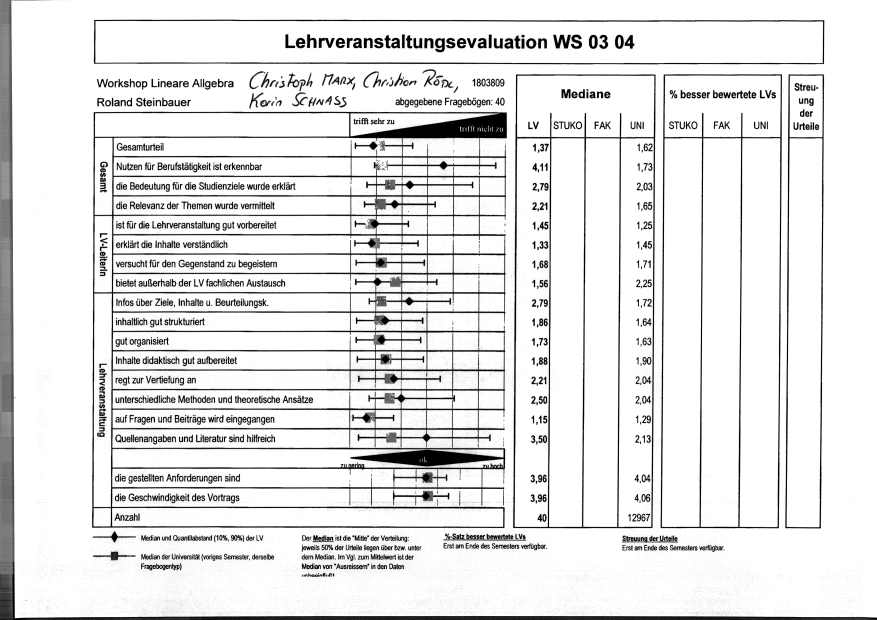 Lehrveranstaltungsevaluation WS 03 04
Workshop Lineare Allgebra Christoph MARX, Christian 1803809
Roland Steinbauer Karin SCHNASS abgegebene Fragebögen: 40
Mediane
% besser bewertete LVs
Streu-
ung
der
Urteile
trifft sehr zu
trifft nicht zu
LV STUKO FAK UNI STUKO FAK UNI
Gesamt
Gesamturteil 1,37 1,62
Nutzen für Berufstätigkeit ist erkennbar 4,11 1,73
die Bedeutung für die Studienziele wurde erklärt 2,79 2,03
die Relevanz der Themen wurde vermittelt 2,21 1,65
LV-LeiterIn
ist für die Lehrveranstaltung gut vorbereitet 1,45 1,25
erklärt die Inhalte verständlich 1,33 1,45
versucht für den Gegenstand zu begeistern 1,68 1,71
bietet außerhalb der LV fachlichen Austausch 1,56 2,25
Lehrveranstaltung
Infos über Ziele, Inhalte u. Beurteilungsk. 2,79 1,72
inhaltlich gut strukturiert 1,86 1,64
gut organisiert 1,73 1,63
Inhalte didaktisch gut aufbereitet 1,88 1,90
regt zur Vertiefung an 2,21 2,04
unterschiedliche Methoden und theoretische Ansätze 2,50 2,04
auf Fragen und Beiträge wird eingegangen 1,15 1,29
Quellenangaben und Literatur sind hilfreich 3,50 2,13
zu gering ok zu hoch
die gestellten Anforderungen sind 3,96 4,04
die Geschwindigkeit des Vortrags 3,96 4,06
Anzahl 40 12967
Median und Quantilabstand (10%, 90%) der LV
Median der Universität (voriges Semester, derselbe
Fragebogentyp)
Der Median ist die "Mitte" der Verteilung:
jeweils 50% der Urteile liegen über bzw. unter
dem Median. Im Vgl. zum Mittelwert ist der
Median von "Ausreissern" in den Daten
unbeeinflußt
%-Satz besser bewertete LVs
Erst am Ende des Semesters verfügbar.
Streuung der Urteile
Erst am Ende des Semesters verfügbar.